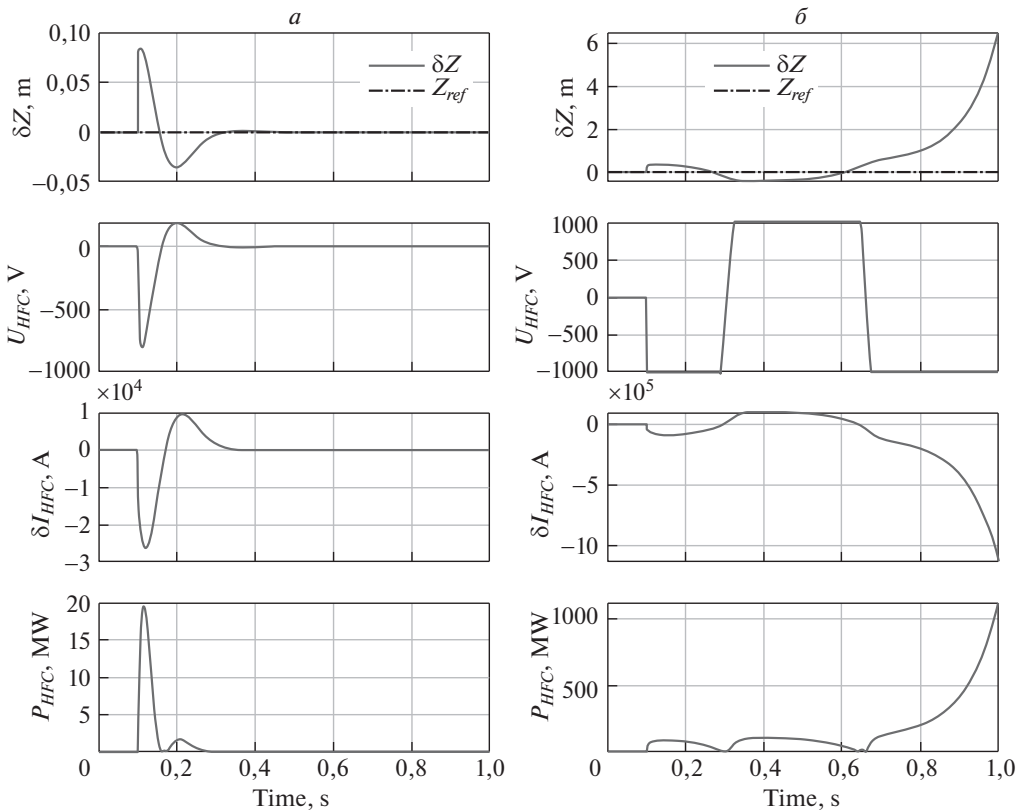 а
0,10
0,05
0
−0,05
δZ, m
δZ
Z_ref
0
−500
−1000
U_HFC, V
×10^4
1
0
−1
−2
−3
δI_HFC, A
20
15
10
5
P_HFC, MW
0 0,2 0,4 0,6 0,8 1,0
Time, s
б
6
4
2
0
δZ, m
δZ
Z_ref
1000
500
0
−500
−1000
U_HFC, V
×10^5
0
−5
−10
δI_HFC, A
1000
500
P_HFC, MW
0 0,2 0,4 0,6 0,8 1,0
Time, s